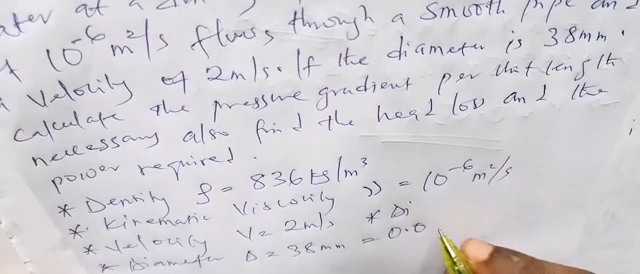 at a
10⁻⁶ m²/s flows through a smooth pipe
Velocity of 2m/s. If the diameter is 38mm.
calculate the pressure gradient per unit length
necessary also find the head loss and the
power required.
* Density ρ = 836 kg/m³
* Kinematic Viscosity ν = 10⁻⁶ m²/s
* Velocity V = 2m/s * Di
* Diameter D = 38mm = 0.0